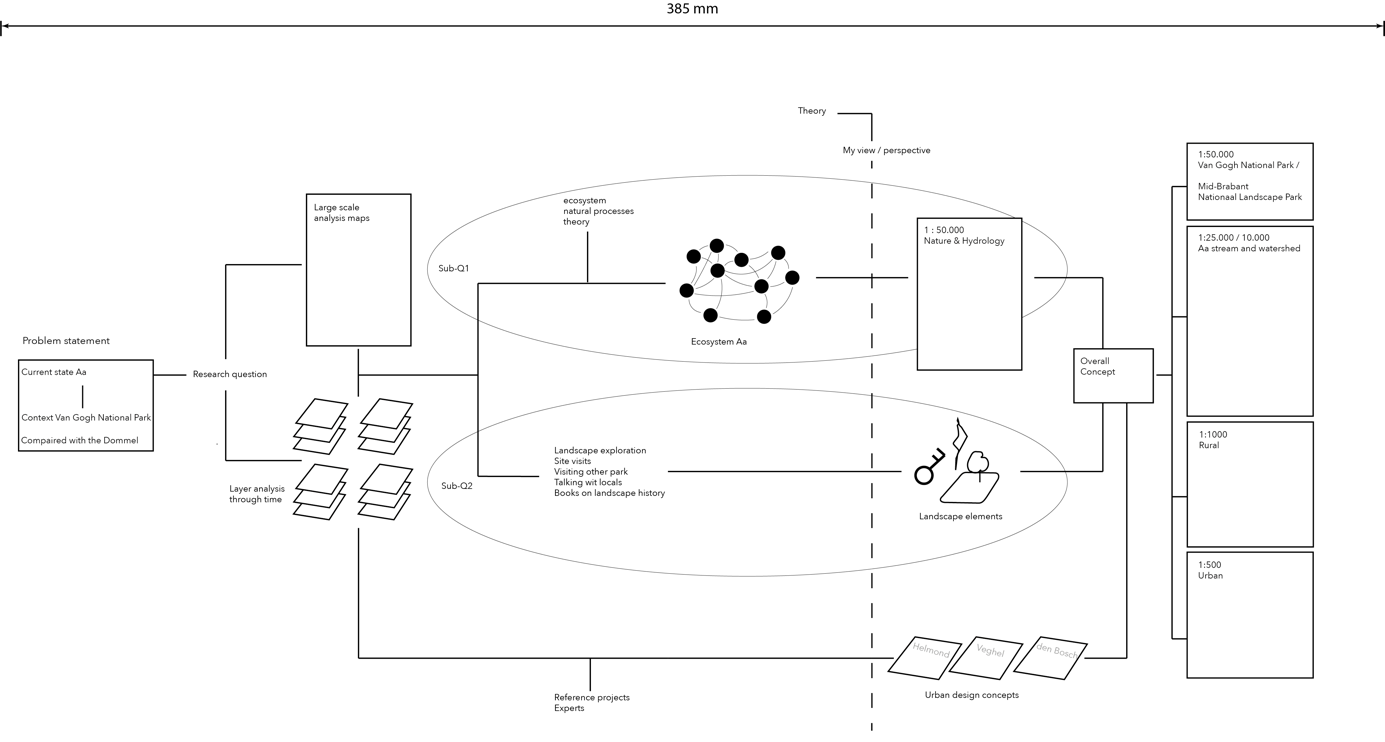 385 mm
Theory
My view / perspective
1:50.000
Van Gogh National Park /
Mid-Brabant
Nationaal Landscape Park
Large scale
analysis maps
ecosystem
natural processes
theory
1 : 50.000
Nature & Hydrology
1:25.000 / 10.000
Aa stream and watershed
Sub-Q1
Ecosystem Aa
Problem statement
Current state Aa
Context Van Gogh National Park
Compaired with the Dommel
Research question
Overall
Concept
Layer analysis
through time
Sub-Q2
Landscape exploration
Site visits
Visiting other park
Talking wit locals
Books on landscape history
Landscape elements
1:1000
Rural
1:500
Urban
Helmond
Veghel
den Bosch
Urban design concepts
Reference projects
Experts